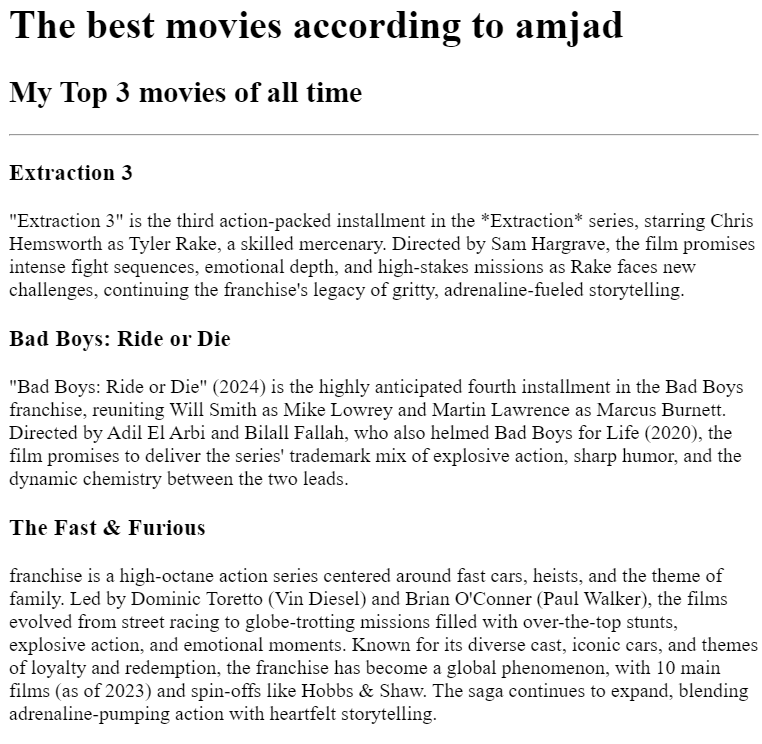 The best movies according to amjad
My Top 3 movies of all time
Extraction 3
"Extraction 3" is the third action-packed installment in the *Extraction* series, starring Chris
Hemsworth as Tyler Rake, a skilled mercenary. Directed by Sam Hargrave, the film promises
intense fight sequences, emotional depth, and high-stakes missions as Rake faces new
challenges, continuing the franchise's legacy of gritty, adrenaline-fueled storytelling.
Bad Boys: Ride or Die
"Bad Boys: Ride or Die" (2024) is the highly anticipated fourth installment in the Bad Boys
franchise, reuniting Will Smith as Mike Lowrey and Martin Lawrence as Marcus Burnett.
Directed by Adil El Arbi and Bilall Fallah, who also helmed Bad Boys for Life (2020), the
film promises to deliver the series' trademark mix of explosive action, sharp humor, and the
dynamic chemistry between the two leads.
The Fast & Furious
franchise is a high-octane action series centered around fast cars, heists, and the theme of
family. Led by Dominic Toretto (Vin Diesel) and Brian O'Conner (Paul Walker), the films
evolved from street racing to globe-trotting missions filled with over-the-top stunts,
explosive action, and emotional moments. Known for its diverse cast, iconic cars, and themes
of loyalty and redemption, the franchise has become a global phenomenon, with 10 main
films (as of 2023) and spin-offs like Hobbs & Shaw. The saga continues to expand, blending
adrenaline-pumping action with heartfelt storytelling.